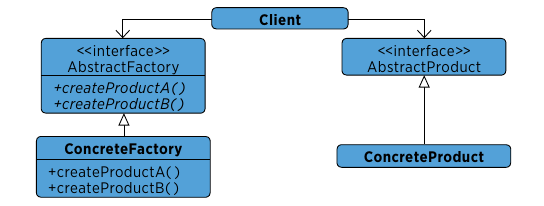 Client
<<interface>>
AbstractFactory
+createProductA()
+createProductB()
<<interface>>
AbstractProduct
ConcreteFactory
+createProductA()
+createProductB()
ConcreteProduct